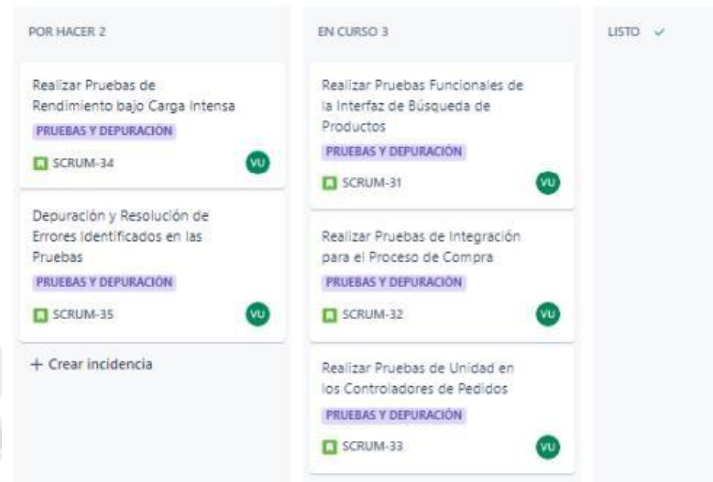 POR HACER 2
Realizar Pruebas de
Rendimiento bajo Carga Intensa
PRUEBAS Y DEPURACIÓN
SCRUM-34
VU
Depuración y Resolución de
Errores Identificados en las
Pruebas
PRUEBAS Y DEPURACIÓN
SCRUM-35
VU
+ Crear incidencia
EN CURSO 3
Realizar Pruebas Funcionales de
la Interfaz de Búsqueda de
Productos
PRUEBAS Y DEPURACIÓN
SCRUM-31
VU
Realizar Pruebas de Integración
para el Proceso de Compra
PRUEBAS Y DEPURACIÓN
SCRUM-32
VU
Realizar Pruebas de Unidad en
los Controladores de Pedidos
PRUEBAS Y DEPURACIÓN
SCRUM-33
VU
LISTO ✓